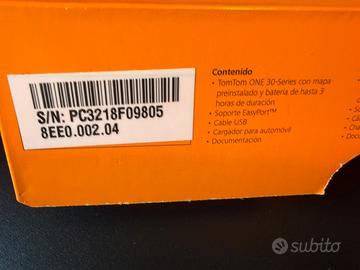 S/N: PC3218F09805
8EE0.002.04
Contenido
• TomTom ONE 30-Series con mapa
preinstalado y batería de hasta 3
horas de duración
• Soporte EasyPort™
• Cable USB
• Cargador para automóvil
• Documentación
subito